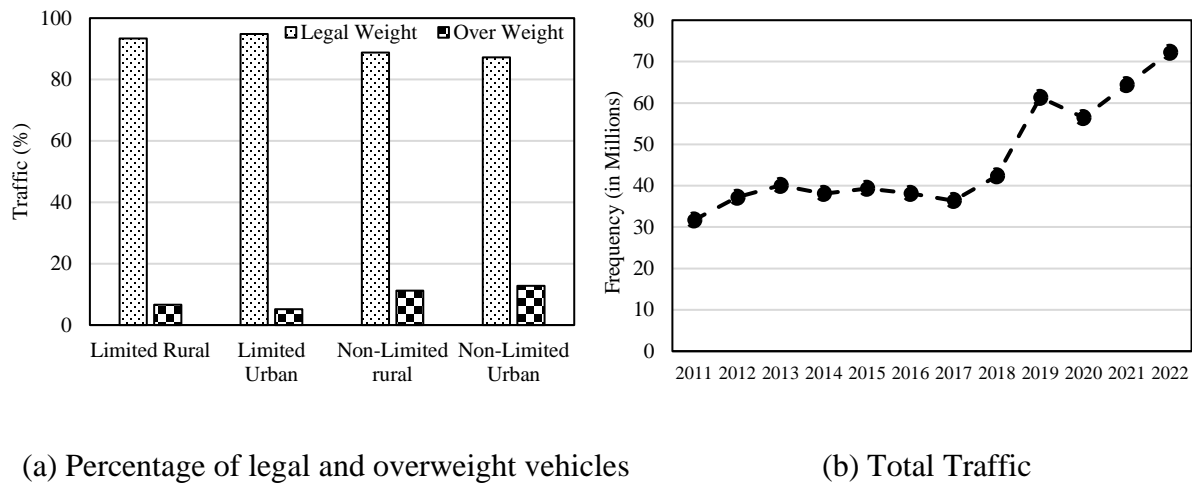 100
80
60
40
20
0
Traffic (%)
Legal Weight
Over Weight
Limited Rural
Limited
Urban
Non-Limited
rural
Non-Limited
Urban
(a) Percentage of legal and overweight vehicles
80
70
60
50
40
30
20
10
0
Frequency (in Millions)
2011 2012 2013 2014 2015 2016 2017 2018 2019 2020 2021 2022
(b) Total Traffic